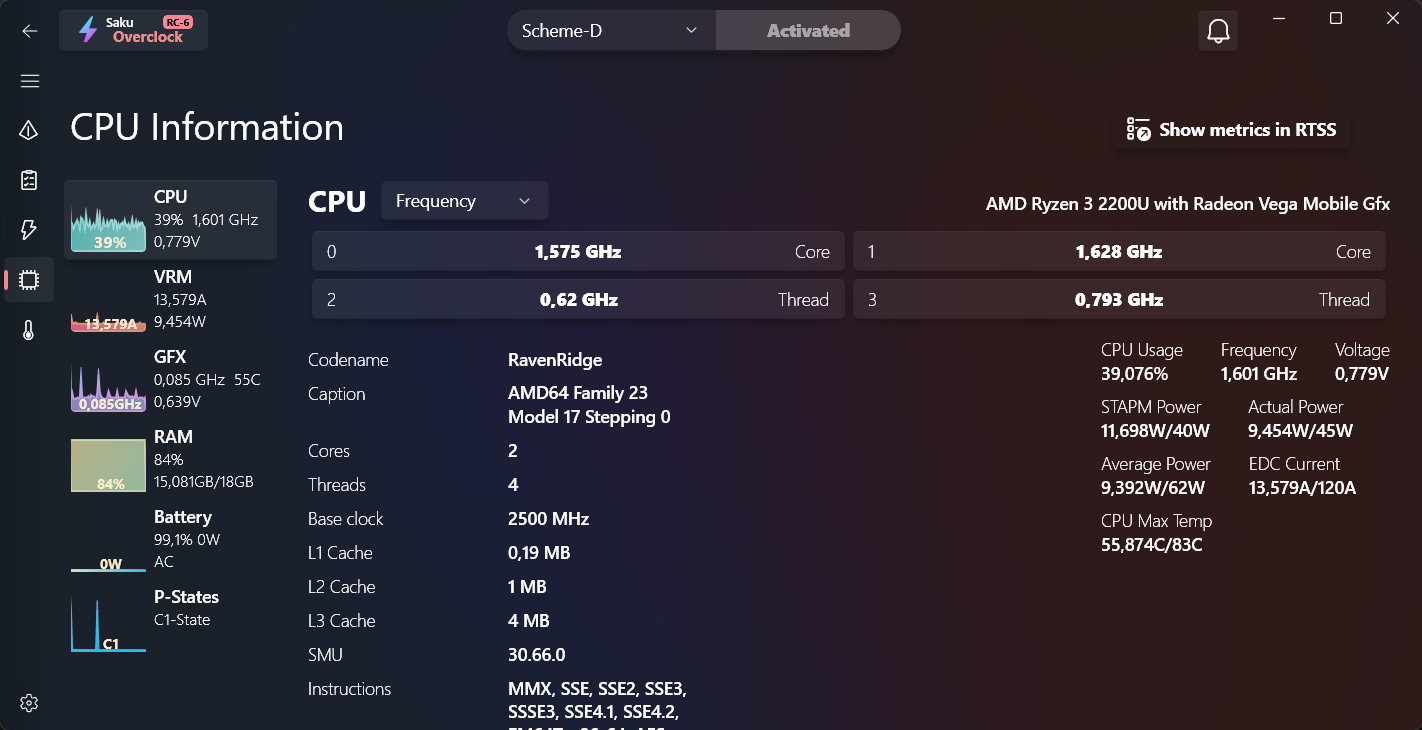 Saku RC-6
Overclock
Scheme-D
Activated
CPU Information
Show metrics in RTSS
CPU
39% 1,601 GHz
0,779V
39%
VRM
13,579A
9,454W
13,579A
GFX
0,085 GHz 55C
0,639V
0,085GHz
RAM
84%
15,081GB/18GB
84%
Battery
99,1% 0W
AC
0W
P-States
C1-State
C1
CPU
Frequency
AMD Ryzen 3 2200U with Radeon Vega Mobile Gfx
0 1,575 GHz Core
1 1,628 GHz Core
2 0,62 GHz Thread
3 0,793 GHz Thread
Codename RavenRidge
Caption AMD64 Family 23
Model 17 Stepping 0
Cores 2
Threads 4
Base clock 2500 MHz
L1 Cache 0,19 MB
L2 Cache 1 MB
L3 Cache 4 MB
SMU 30.66.0
Instructions MMX, SSE, SSE2, SSE3,
SSSE3, SSE4.1, SSE4.2,
CPU Usage Frequency Voltage
39,076% 1,601 GHz 0,779V
STAPM Power Actual Power
11,698W/40W 9,454W/45W
Average Power EDC Current
9,392W/62W 13,579A/120A
CPU Max Temp
55,874C/83C